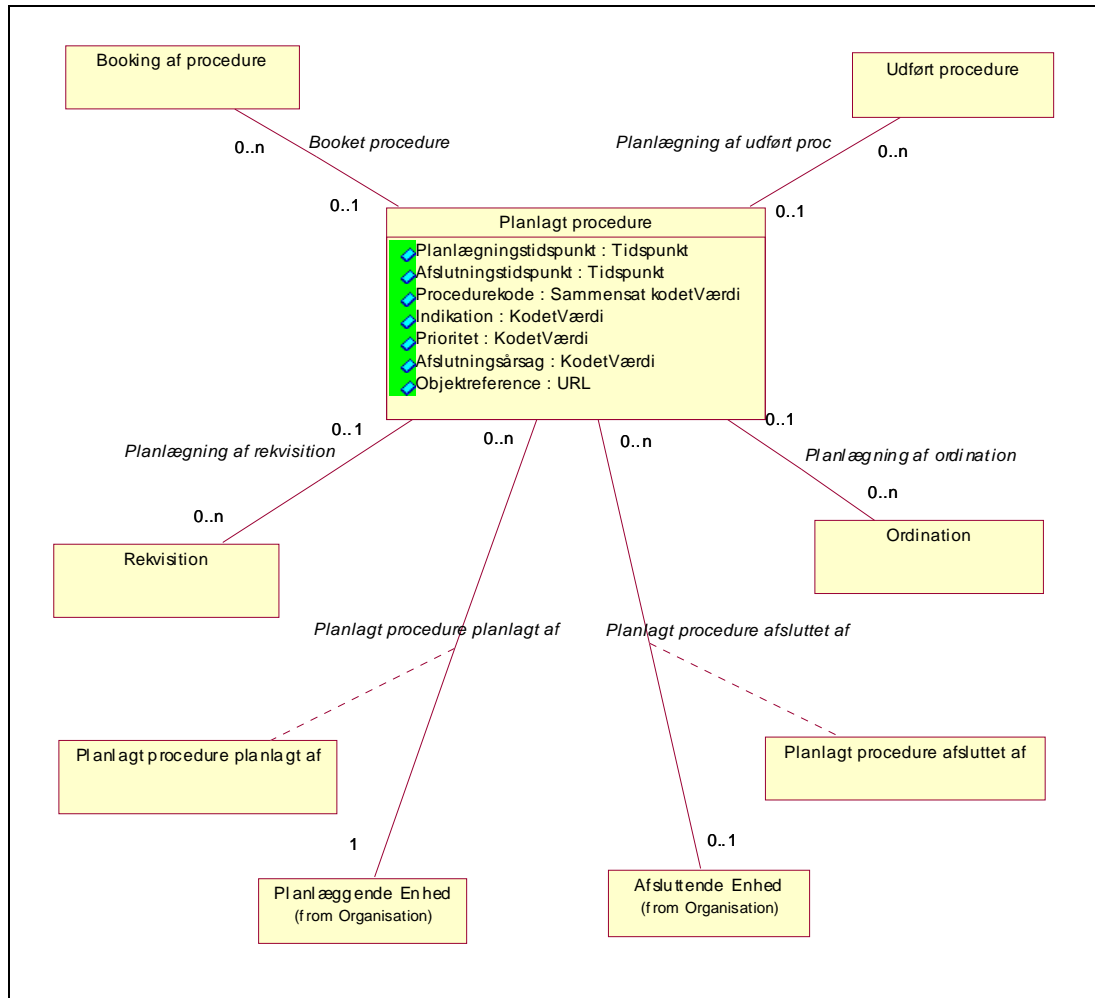 Booking af procedure
Udført procedure
Booket procedure
0..n
Planlægning af udført proc
0..n
0..1
0..1
Planlagt procedure
Planlægningstidspunkt : Tidspunkt
Afslutningstidspunkt : Tidspunkt
Procedurekode : Sammensat kodetVærdi
Indikation : KodetVærdi
Prioritet : KodetVærdi
Afslutningsårsag : KodetVærdi
Objektreference : URL
0..1
0..n
0..n
0..1
Planlægning af rekvisition
Planlægning af ordination
0..n
0..n
Rekvisition
Ordination
Planlagt procedure planlagt af
Planlagt procedure afsluttet af
Planlagt procedure planlagt af
Planlagt procedure afsluttet af
1
0..1
Planlæggende Enhed
(from Organisation)
Afsluttende Enhed
(from Organisation)